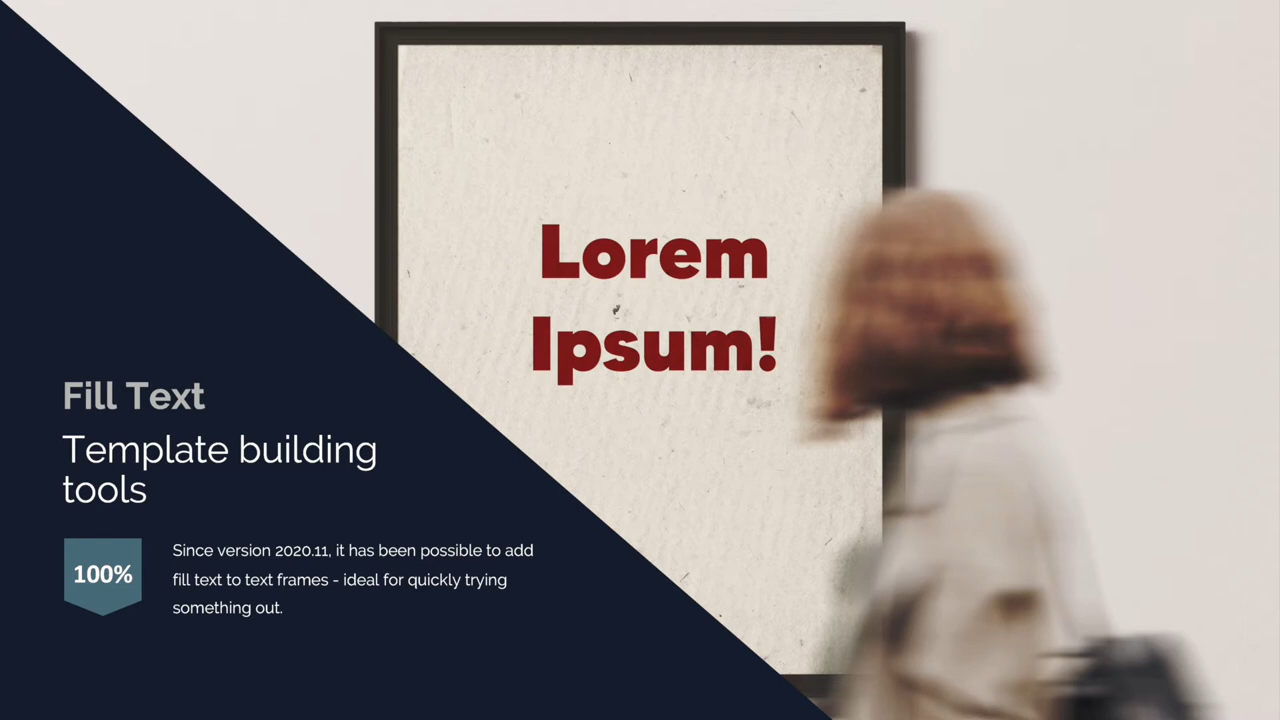 Lorem
Ipsum!
Fill Text
Template building
tools
100%
Since version 2020.11, it has been possible to add
fill text to text frames - ideal for quickly trying
something out.